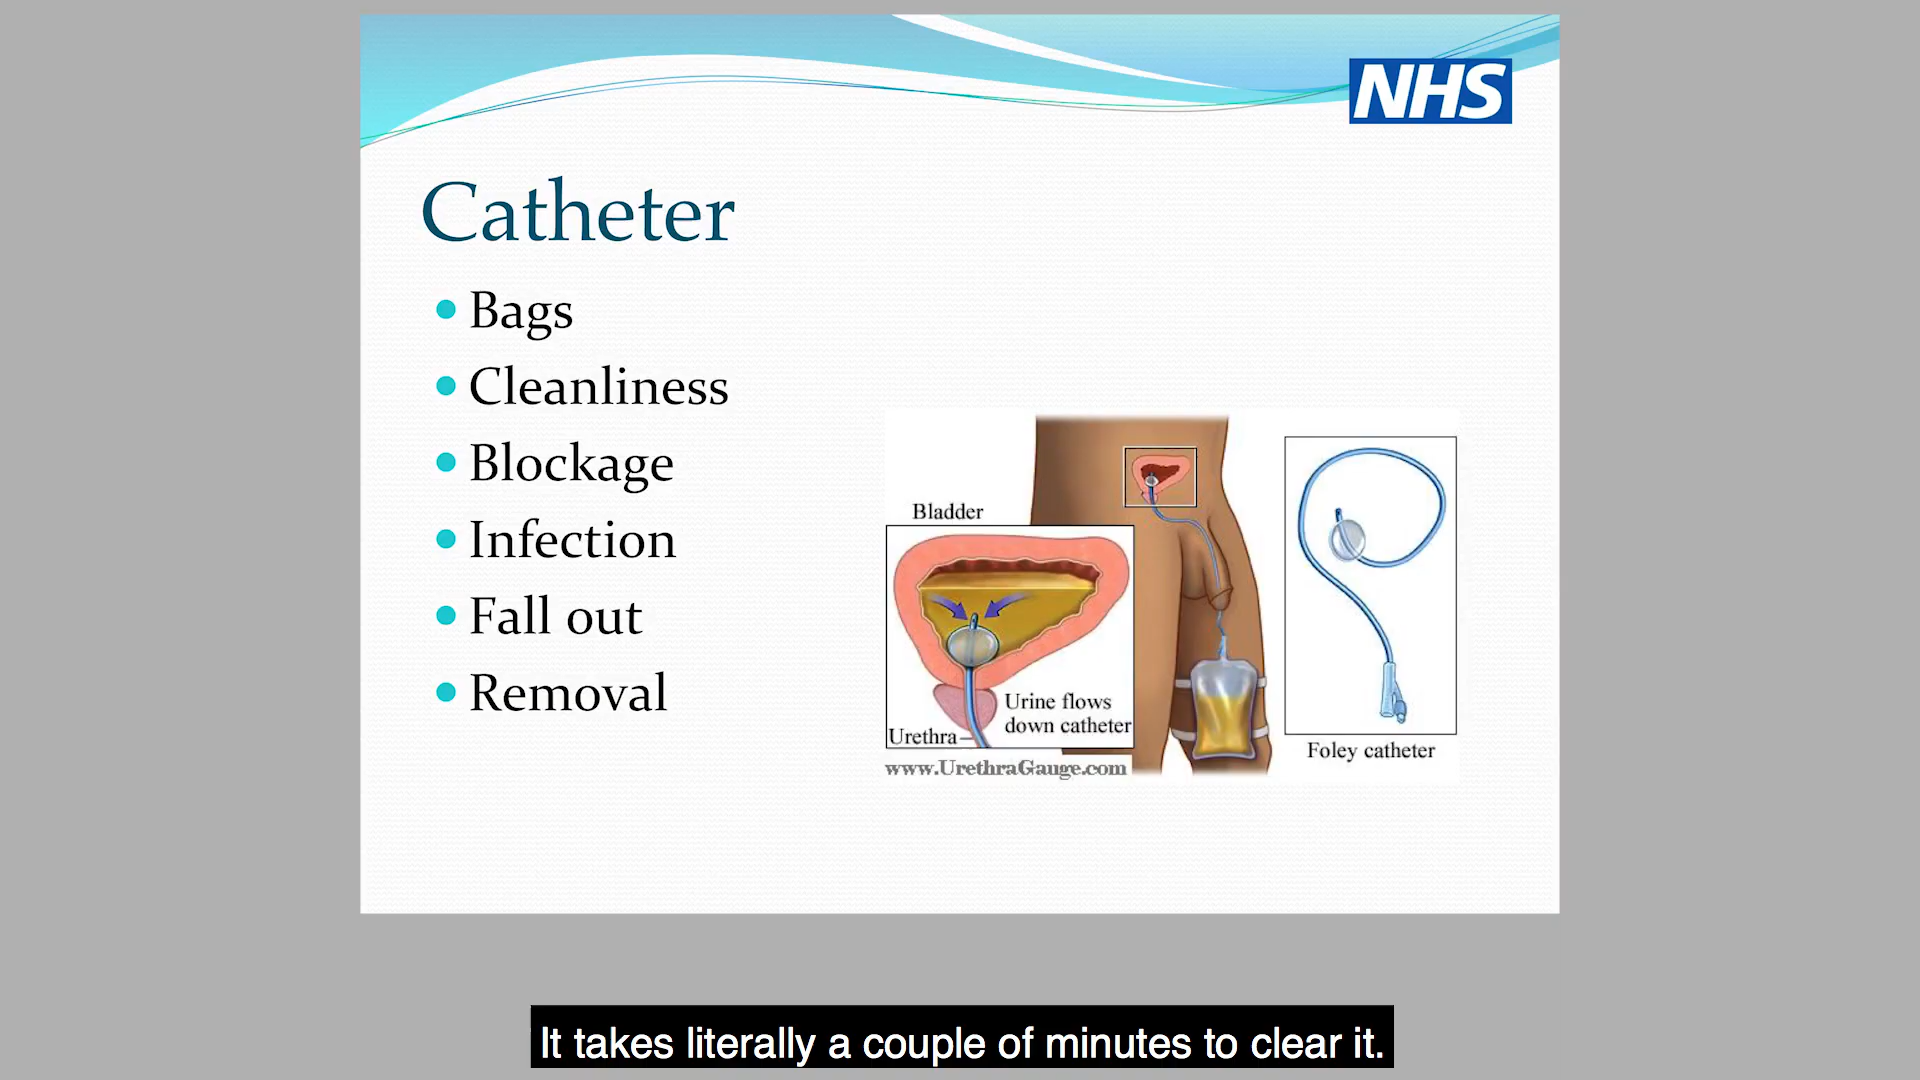 NHS
Catheter
Bags
Cleanliness
Blockage
Infection
Fall out
Removal
Bladder
Urine flows
down catheter
Urethra
www.UrethraGauge.com
Foley catheter
It takes literally a couple of minutes to clear it.